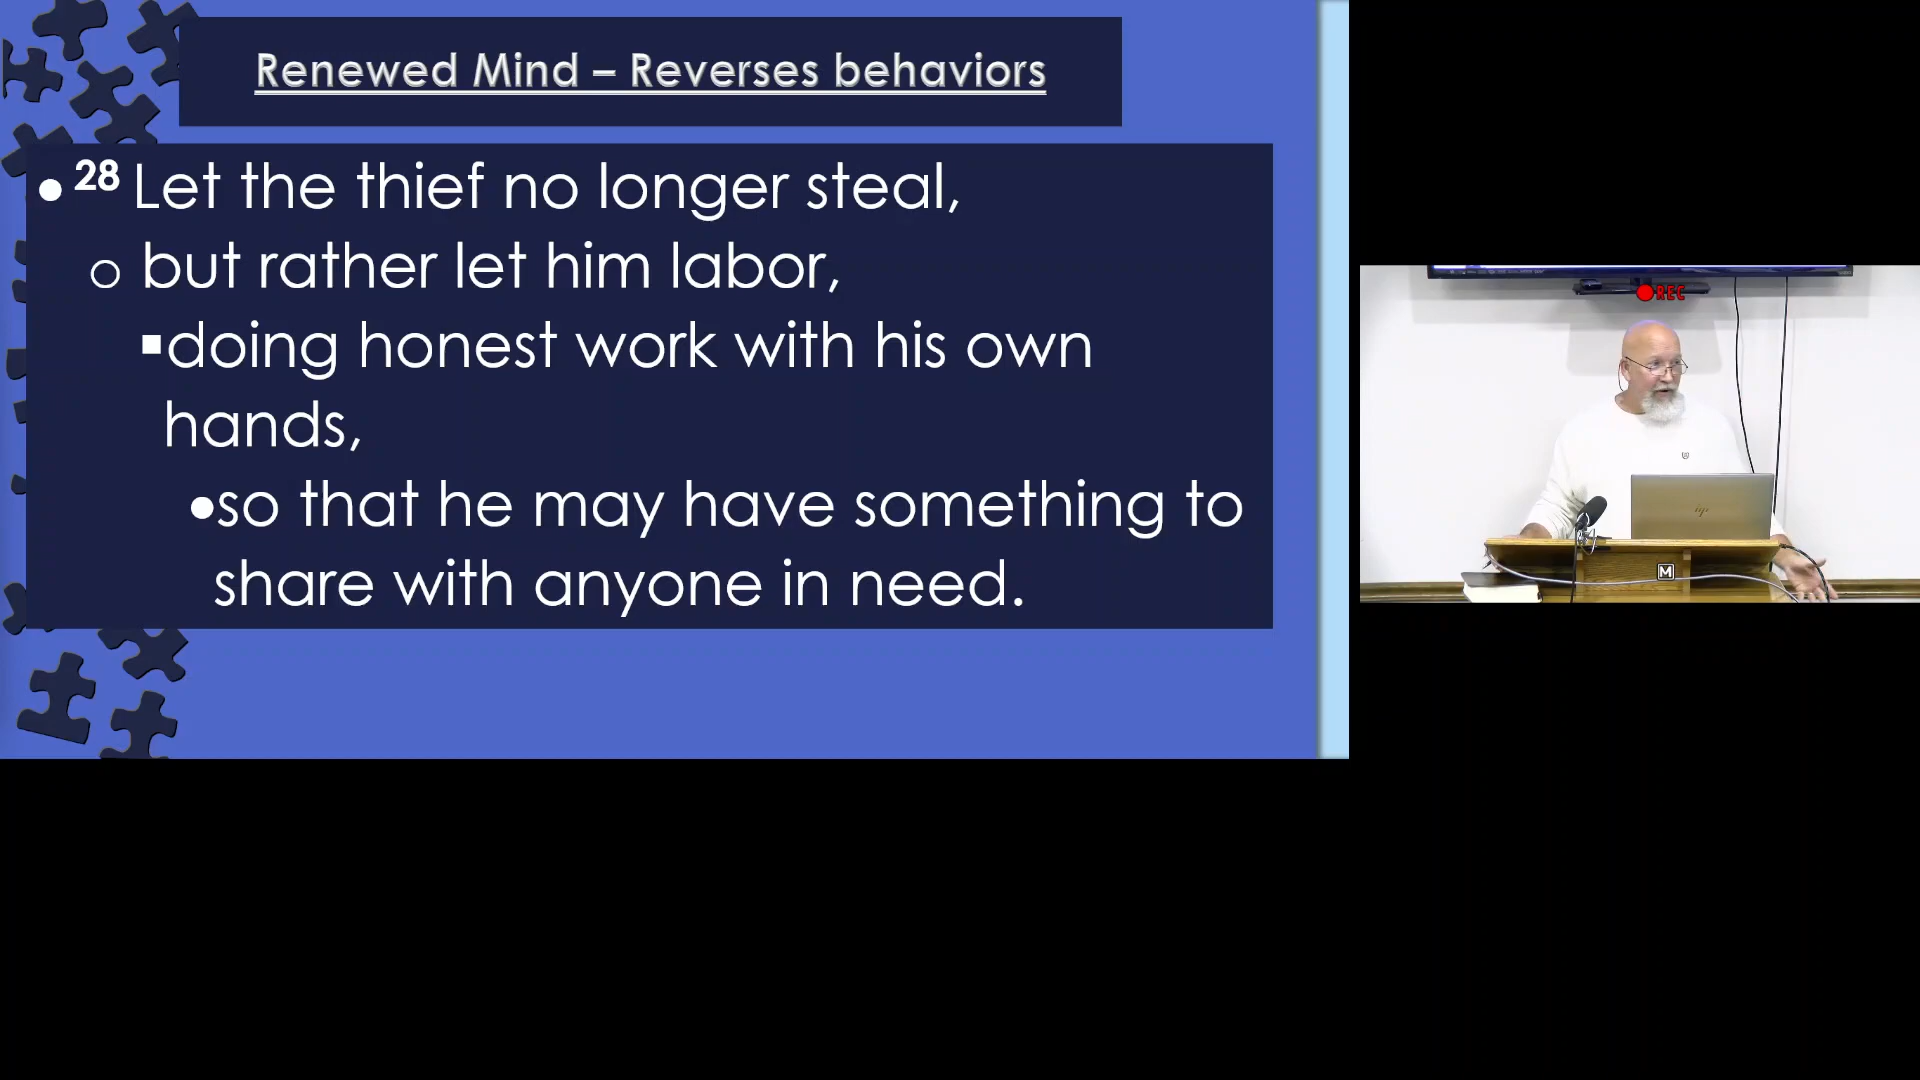 Renewed Mind – Reverses behaviors
• 28 Let the thief no longer steal,
o but rather let him labor,
▪doing honest work with his own
hands,
•so that he may have something to
share with anyone in need.
REC
hp
M